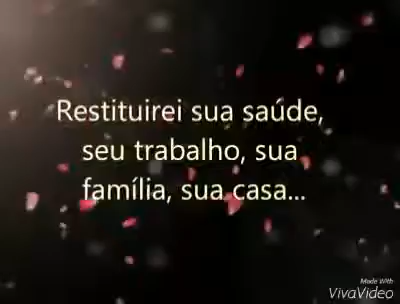 Restituirei sua saúde,
seu trabalho, sua
família, sua casa...
Made With
VivaVideo